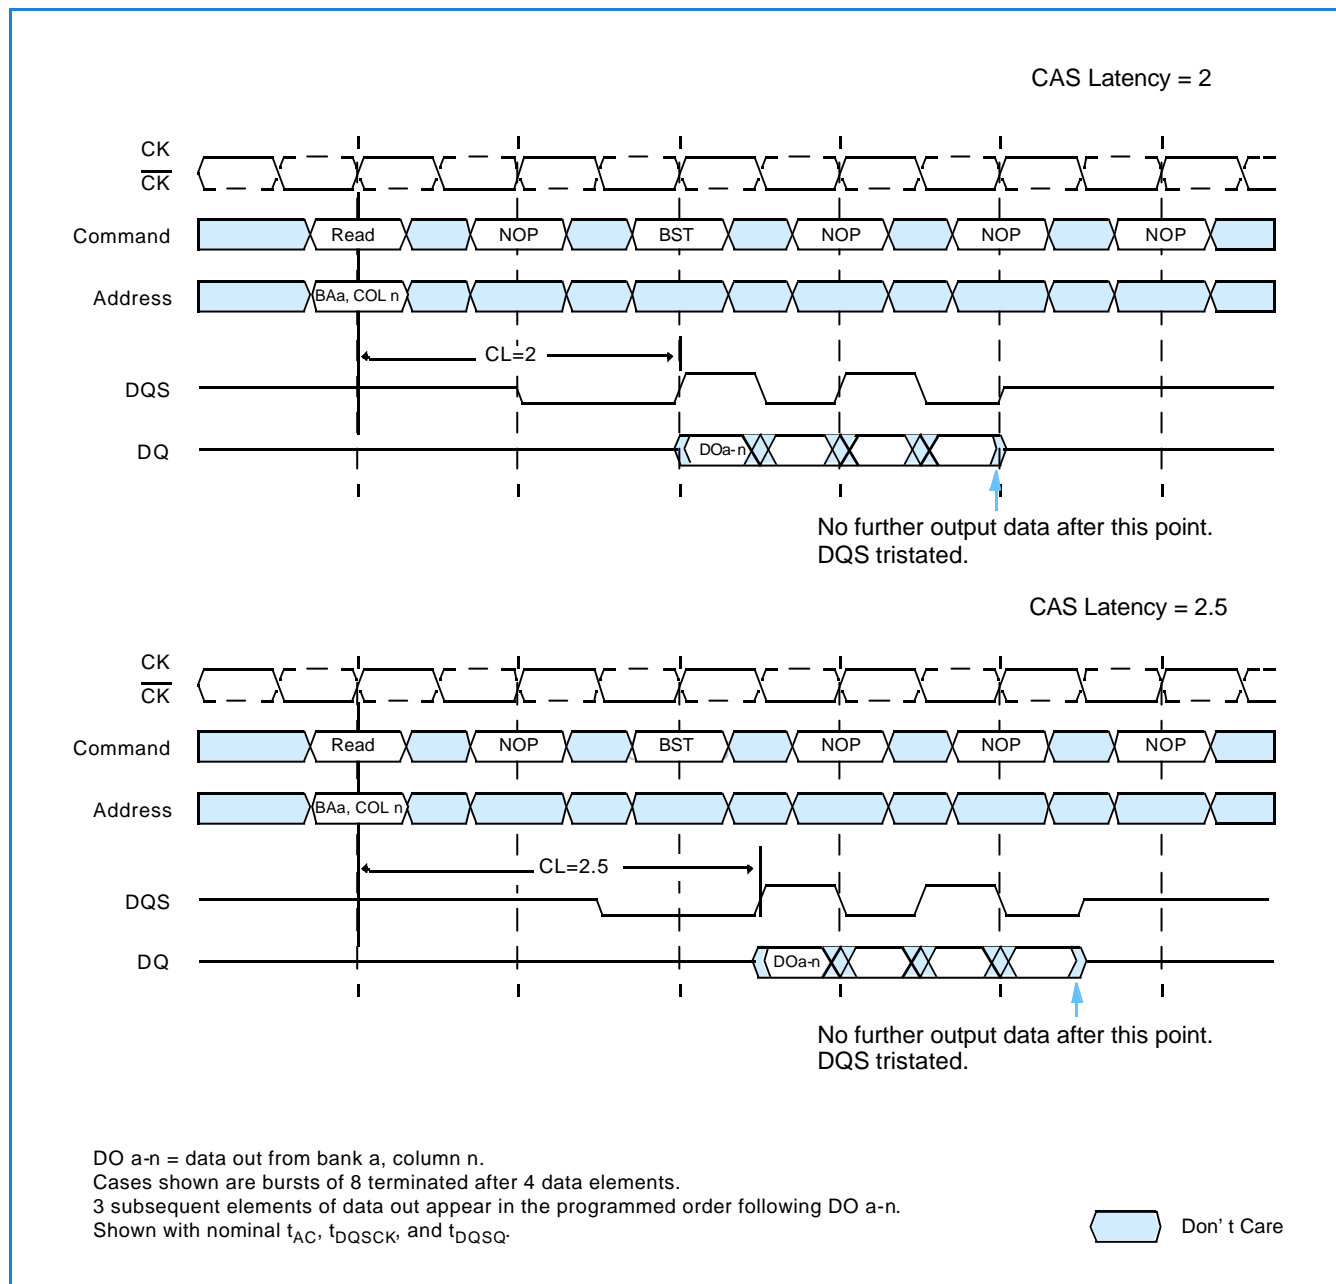 CAS Latency = 2
CK
CK
Command Read NOP BST NOP NOP NOP
Address BAa, COL n
CL=2
DQS
DQ DOa-n
No further output data after this point.
DQS tristated.
CAS Latency = 2.5
CK
CK
Command Read NOP BST NOP NOP NOP
Address BAa, COL n
CL=2.5
DQS
DQ DOa-n
No further output data after this point.
DQS tristated.
DO a-n = data out from bank a, column n.
Cases shown are bursts of 8 terminated after 4 data elements.
3 subsequent elements of data out appear in the programmed order following DO a-n.
Shown with nominal tAC, tDQSCK, and tDQSQ.
Don' t Care